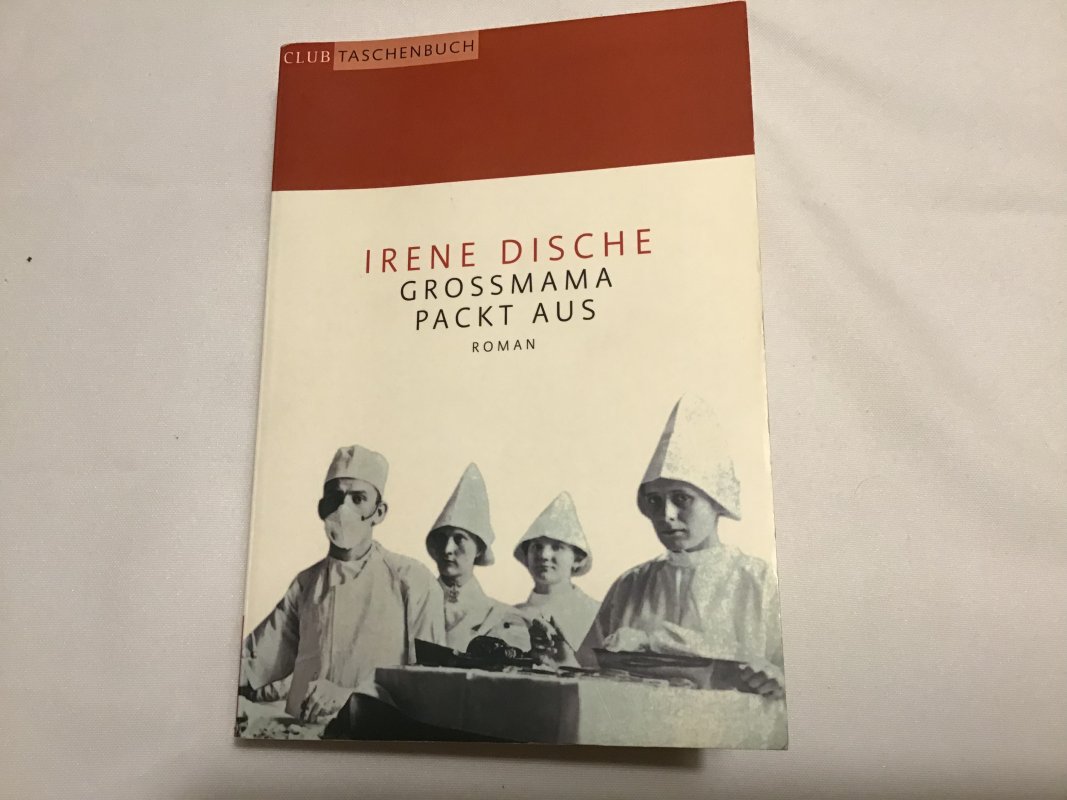 CLUB TASCHENBUCH
IRENE DISCHE
GROSSMAMA
PACKT AUS
ROMAN